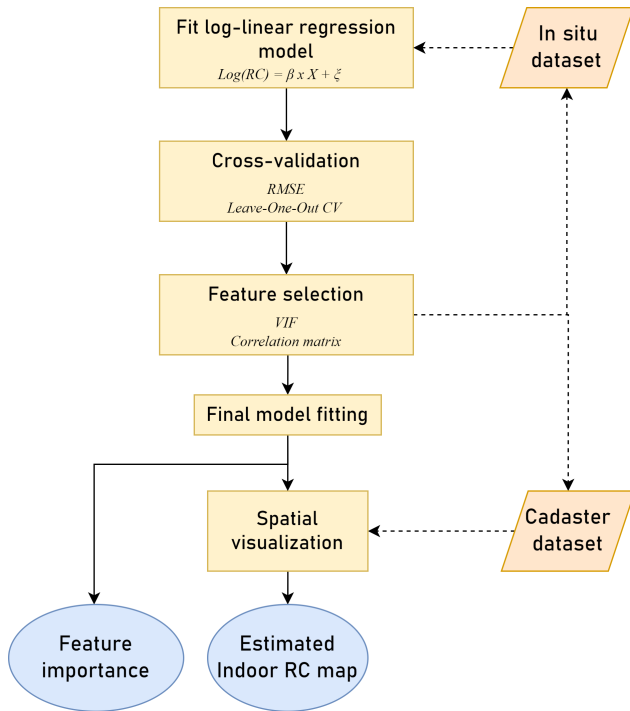 Fit log-linear regression
model
Log(RC) = β x X + ξ
In situ
dataset
Cross-validation
RMSE
Leave-One-Out CV
Feature selection
VIF
Correlation matrix
Final model fitting
Spatial
visualization
Cadaster
dataset
Feature
importance
Estimated
Indoor RC map